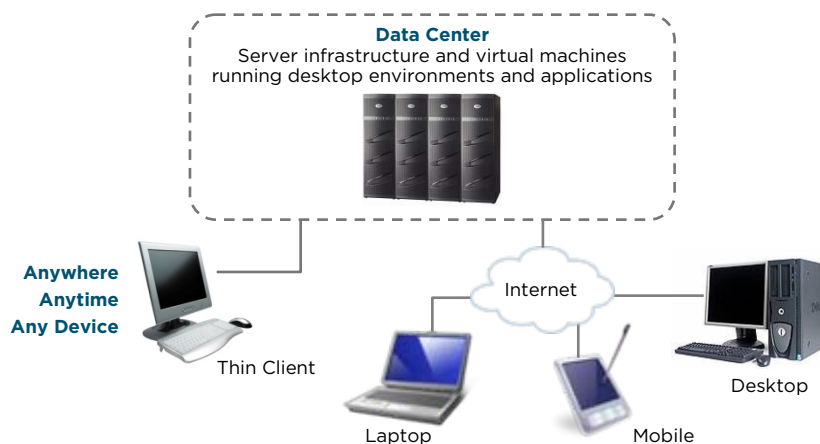 Data Center
Server infrastructure and virtual machines
running desktop environments and applications
Anywhere
Anytime
Any Device
Internet
Thin Client
Desktop
Laptop
Mobile